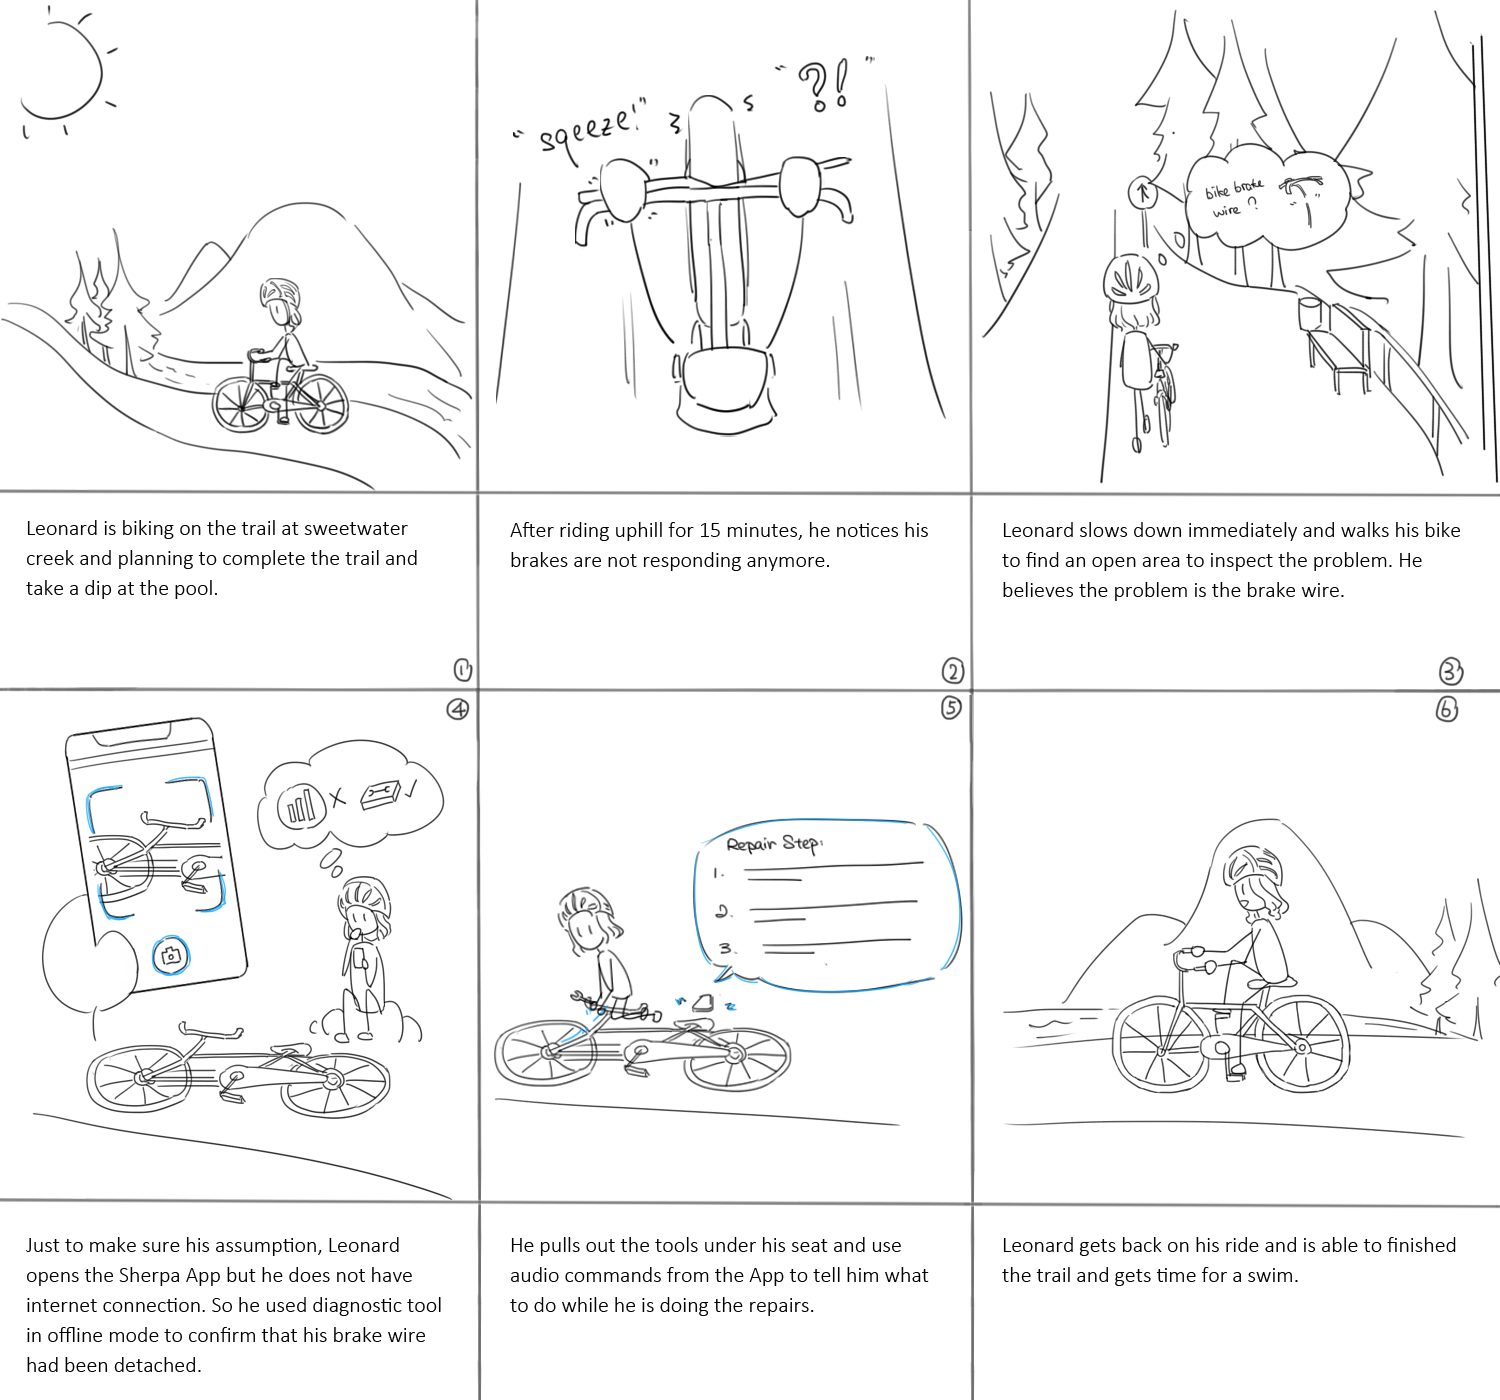 "sqeeze!"
"?!"
bike brake
wire ?
Leonard is biking on the trail at sweetwater
creek and planning to complete the trail and
take a dip at the pool.
1
After riding uphill for 15 minutes, he notices his
brakes are not responding anymore.
2
Leonard slows down immediately and walks his bike
to find an open area to inspect the problem. He
believes the problem is the brake wire.
3
4
Just to make sure his assumption, Leonard
opens the Sherpa App but he does not have
internet connection. So he used diagnostic tool
in offline mode to confirm that his brake wire
had been detached.
5
Repair Step:
1.
2.
3.
He pulls out the tools under his seat and use
audio commands from the App to tell him what
to do while he is doing the repairs.
6
Leonard gets back on his ride and is able to finished
the trail and gets time for a swim.